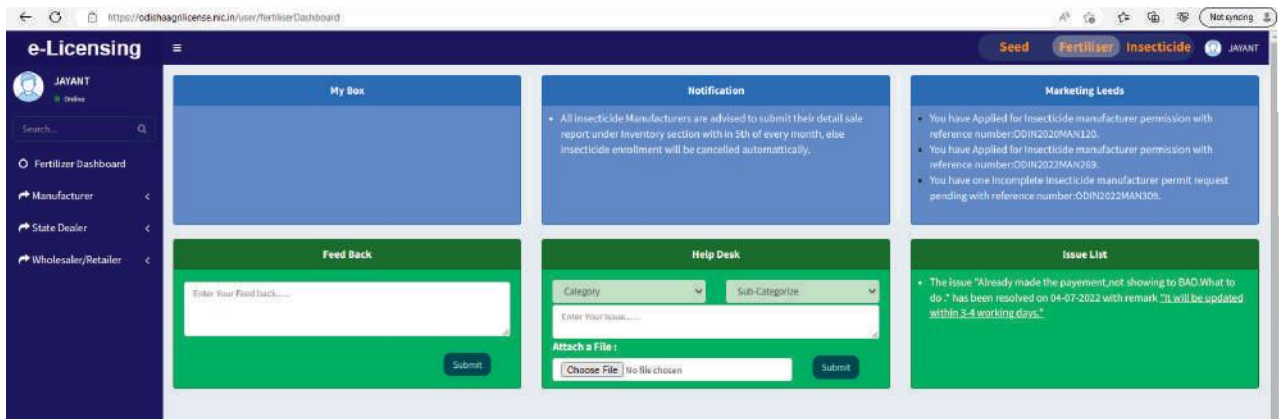 https://odishaagrilicense.nic.in/user/fertiliserDashboard
Not syncing
e-Licensing
Seed Fertiliser Insecticide JAYANT
JAYANT
Online
Search...
Fertilizer Dashboard
Manufacturer
State Dealer
Wholesaler/Retailer
My Box
Notification
All insecticide Manufacturers are advised to submit their detail sale
report under Inventory section with in 5th of every month, else
insecticide enrollment will be cancelled automattically.
Marketing Leeds
You have Applied for Insecticide manufacturer permission with
reference number:ODIN2020MAN120.
You have Applied for Insecticide manufacturer permission with
reference number:ODIN2022MAN269.
You have one Incomplete Insecticide manufacturer permit request
pending with reference number:ODIN2022MAN309.
Feed Back
Enter Your Feed back......
Submit
Help Desk
Category Sub-Categorize
Enter Your Issue......
Attach a File :
Choose File No file chosen
Submit
Issue List
The issue "Already made the payement,not showing to BAO.What to
do ." has been resolved on 04-07-2022 with remark "It will be updated
within 3-4 working days."